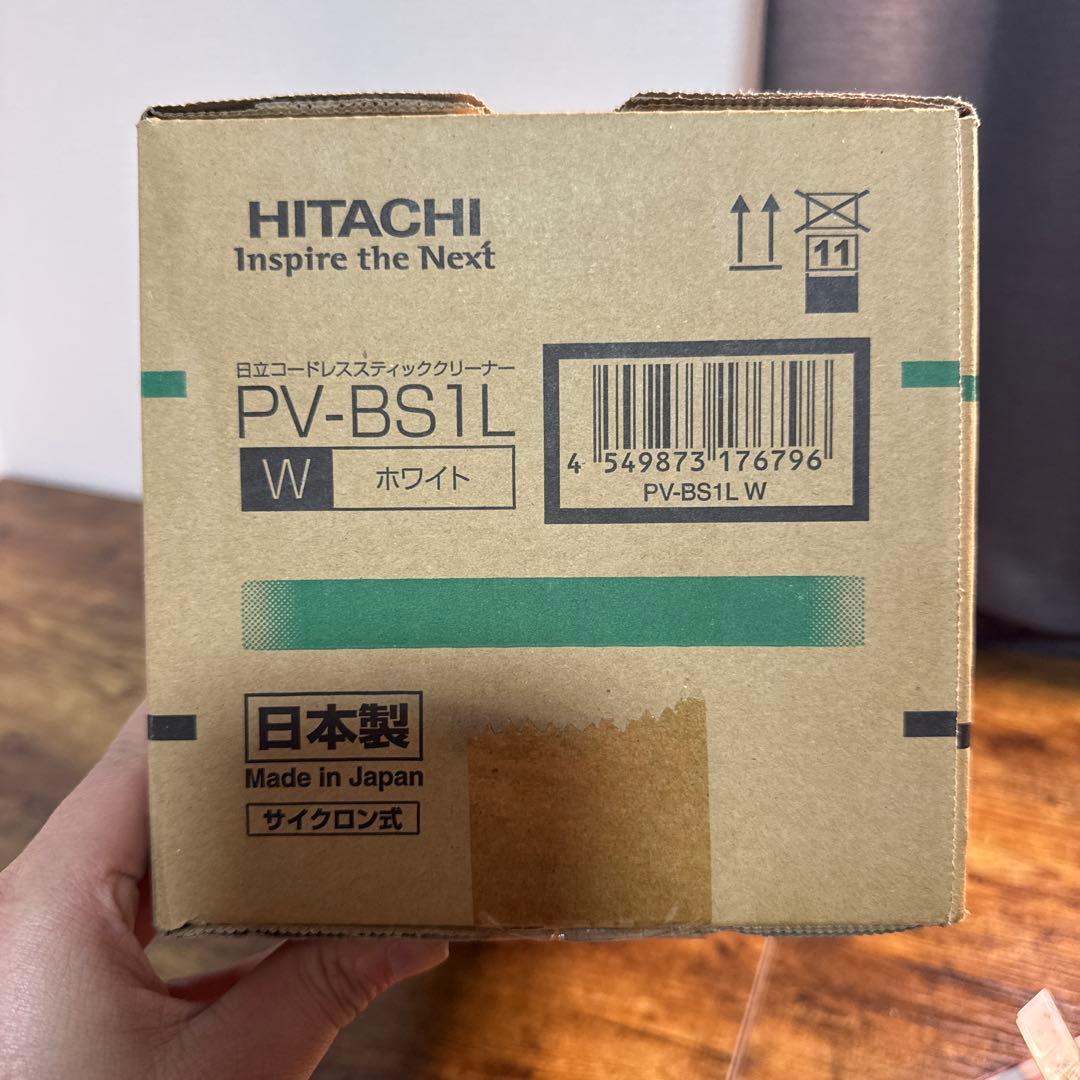 HITACHI
Inspire the Next
11
日立コードレススティッククリーナー
PV-BS1L
W ホワイト
4 549873 176796
PV-BS1L W
日本製
Made in Japan
サイクロン式